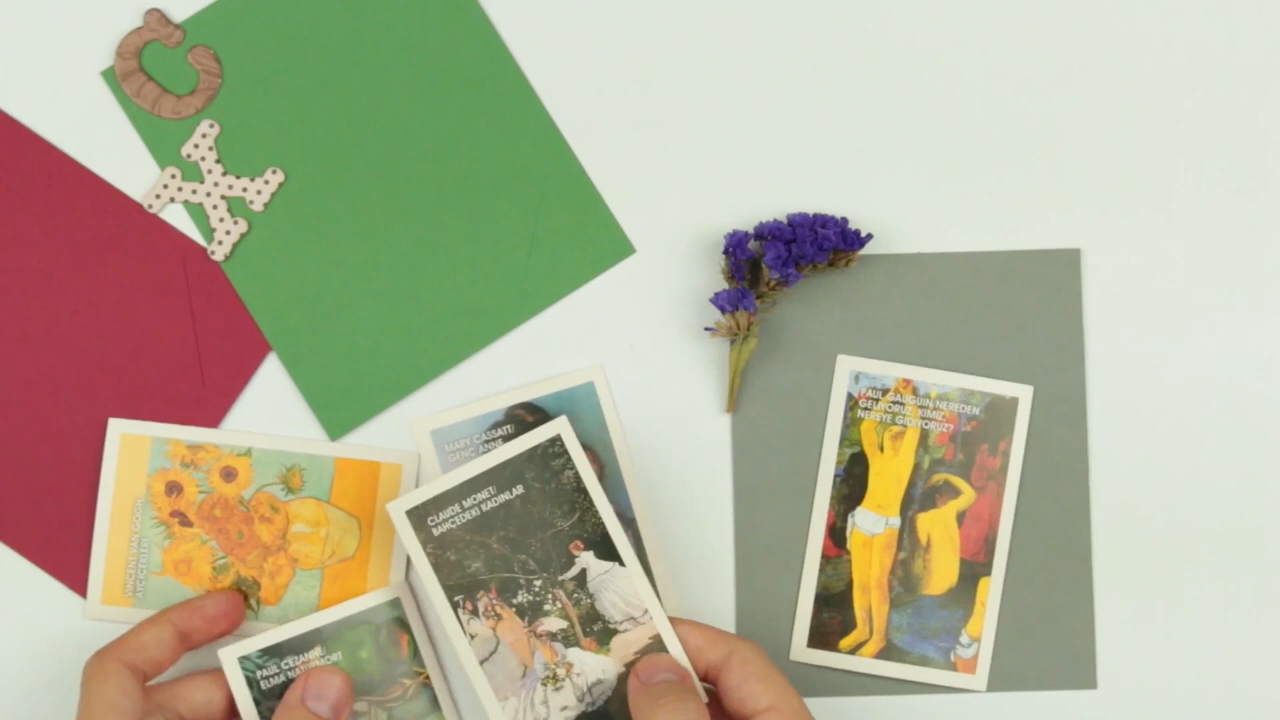 C
X
MARY CASSATT/
GENÇ ANNE
CLAUDE MONET/
BAHÇEDEKİ KADINLAR
VINCENT VAN GOGH,
AYÇİÇEKLERİ
PAUL CEZANNE/
ELMA NATÜRMORT
PAUL GAUGUIN/NEREDEN
GELİYORUZ, KİMİZ,
NEREYE GİDİYORUZ?